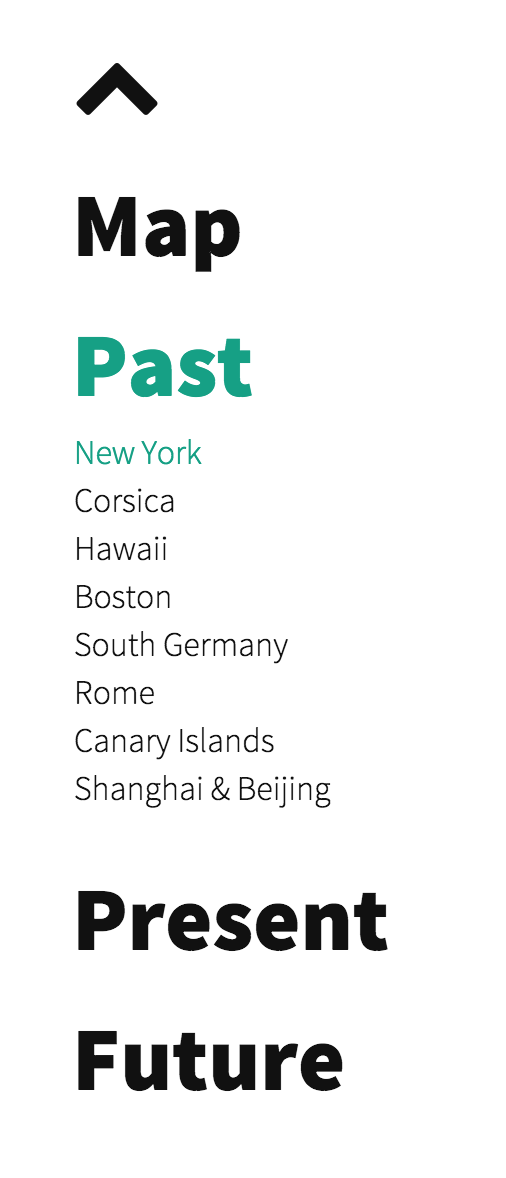 Map
Past
New York
Corsica
Hawaii
Boston
South Germany
Rome
Canary Islands
Shanghai & Beijing
Present
Future